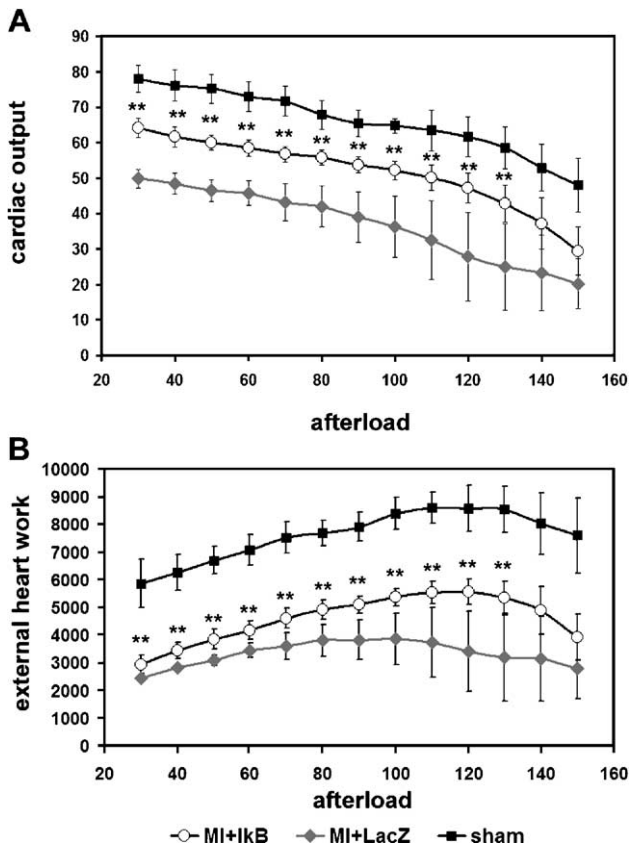 A
cardiac output
90
80
70
60
50
40
30
20
10
0
** ** ** ** ** ** ** ** ** ** **
20 40 60 80 100 120 140 160
afterload
B
external heart work
10000
9000
8000
7000
6000
5000
4000
3000
2000
1000
0
** ** ** ** ** ** ** ** ** ** **
20 40 60 80 100 120 140 160
afterload
MI+IkB MI+LacZ sham